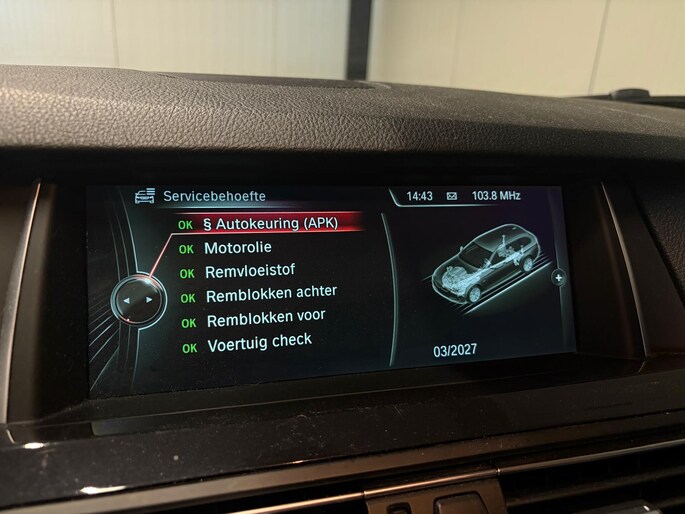 Servicebehoefte
14:43 103.8 MHz
OK § Autokeuring (APK)
OK Motorolie
OK Remvloeistof
OK Remblokken achter
OK Remblokken voor
OK Voertuig check
03/2027